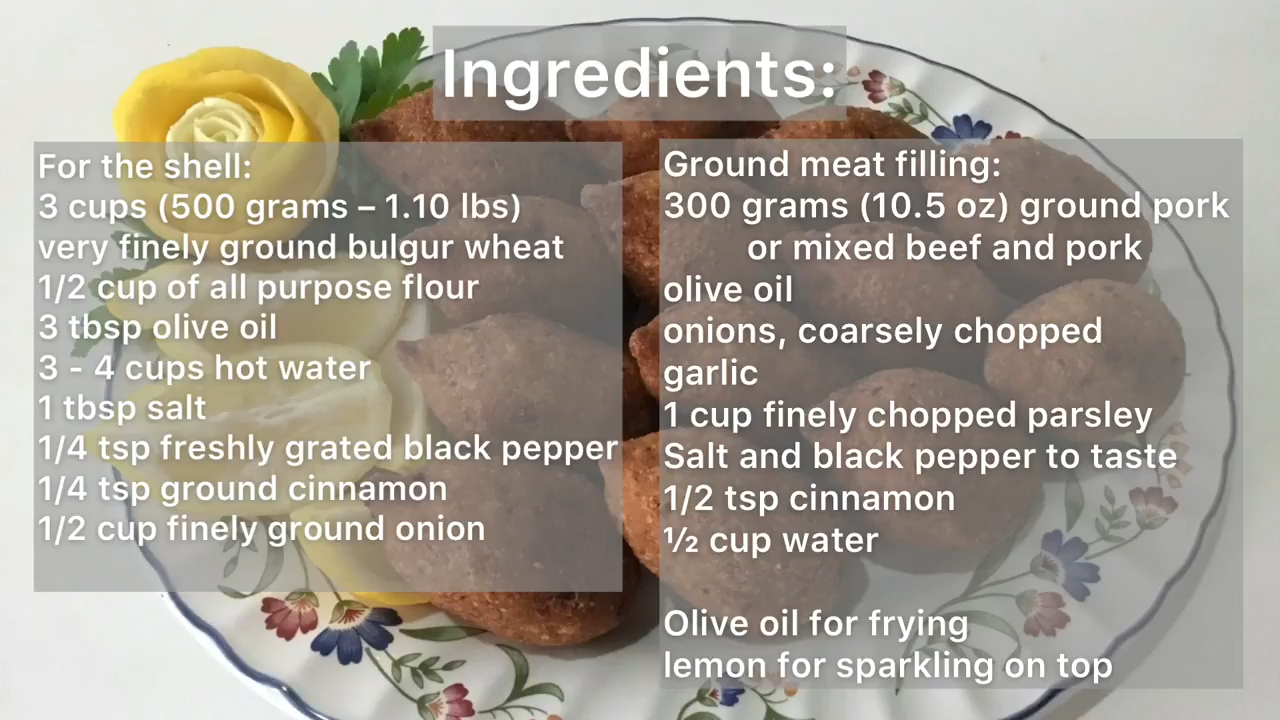 Ingredients:
For the shell:
3 cups (500 grams – 1.10 lbs)
very finely ground bulgur wheat
1/2 cup of all purpose flour
3 tbsp olive oil
3 - 4 cups hot water
1 tbsp salt
1/4 tsp freshly grated black pepper
1/4 tsp ground cinnamon
1/2 cup finely ground onion
Ground meat filling:
300 grams (10.5 oz) ground pork
or mixed beef and pork
olive oil
onions, coarsely chopped
garlic
1 cup finely chopped parsley
Salt and black pepper to taste
1/2 tsp cinnamon
½ cup water
Olive oil for frying
lemon for sparkling on top